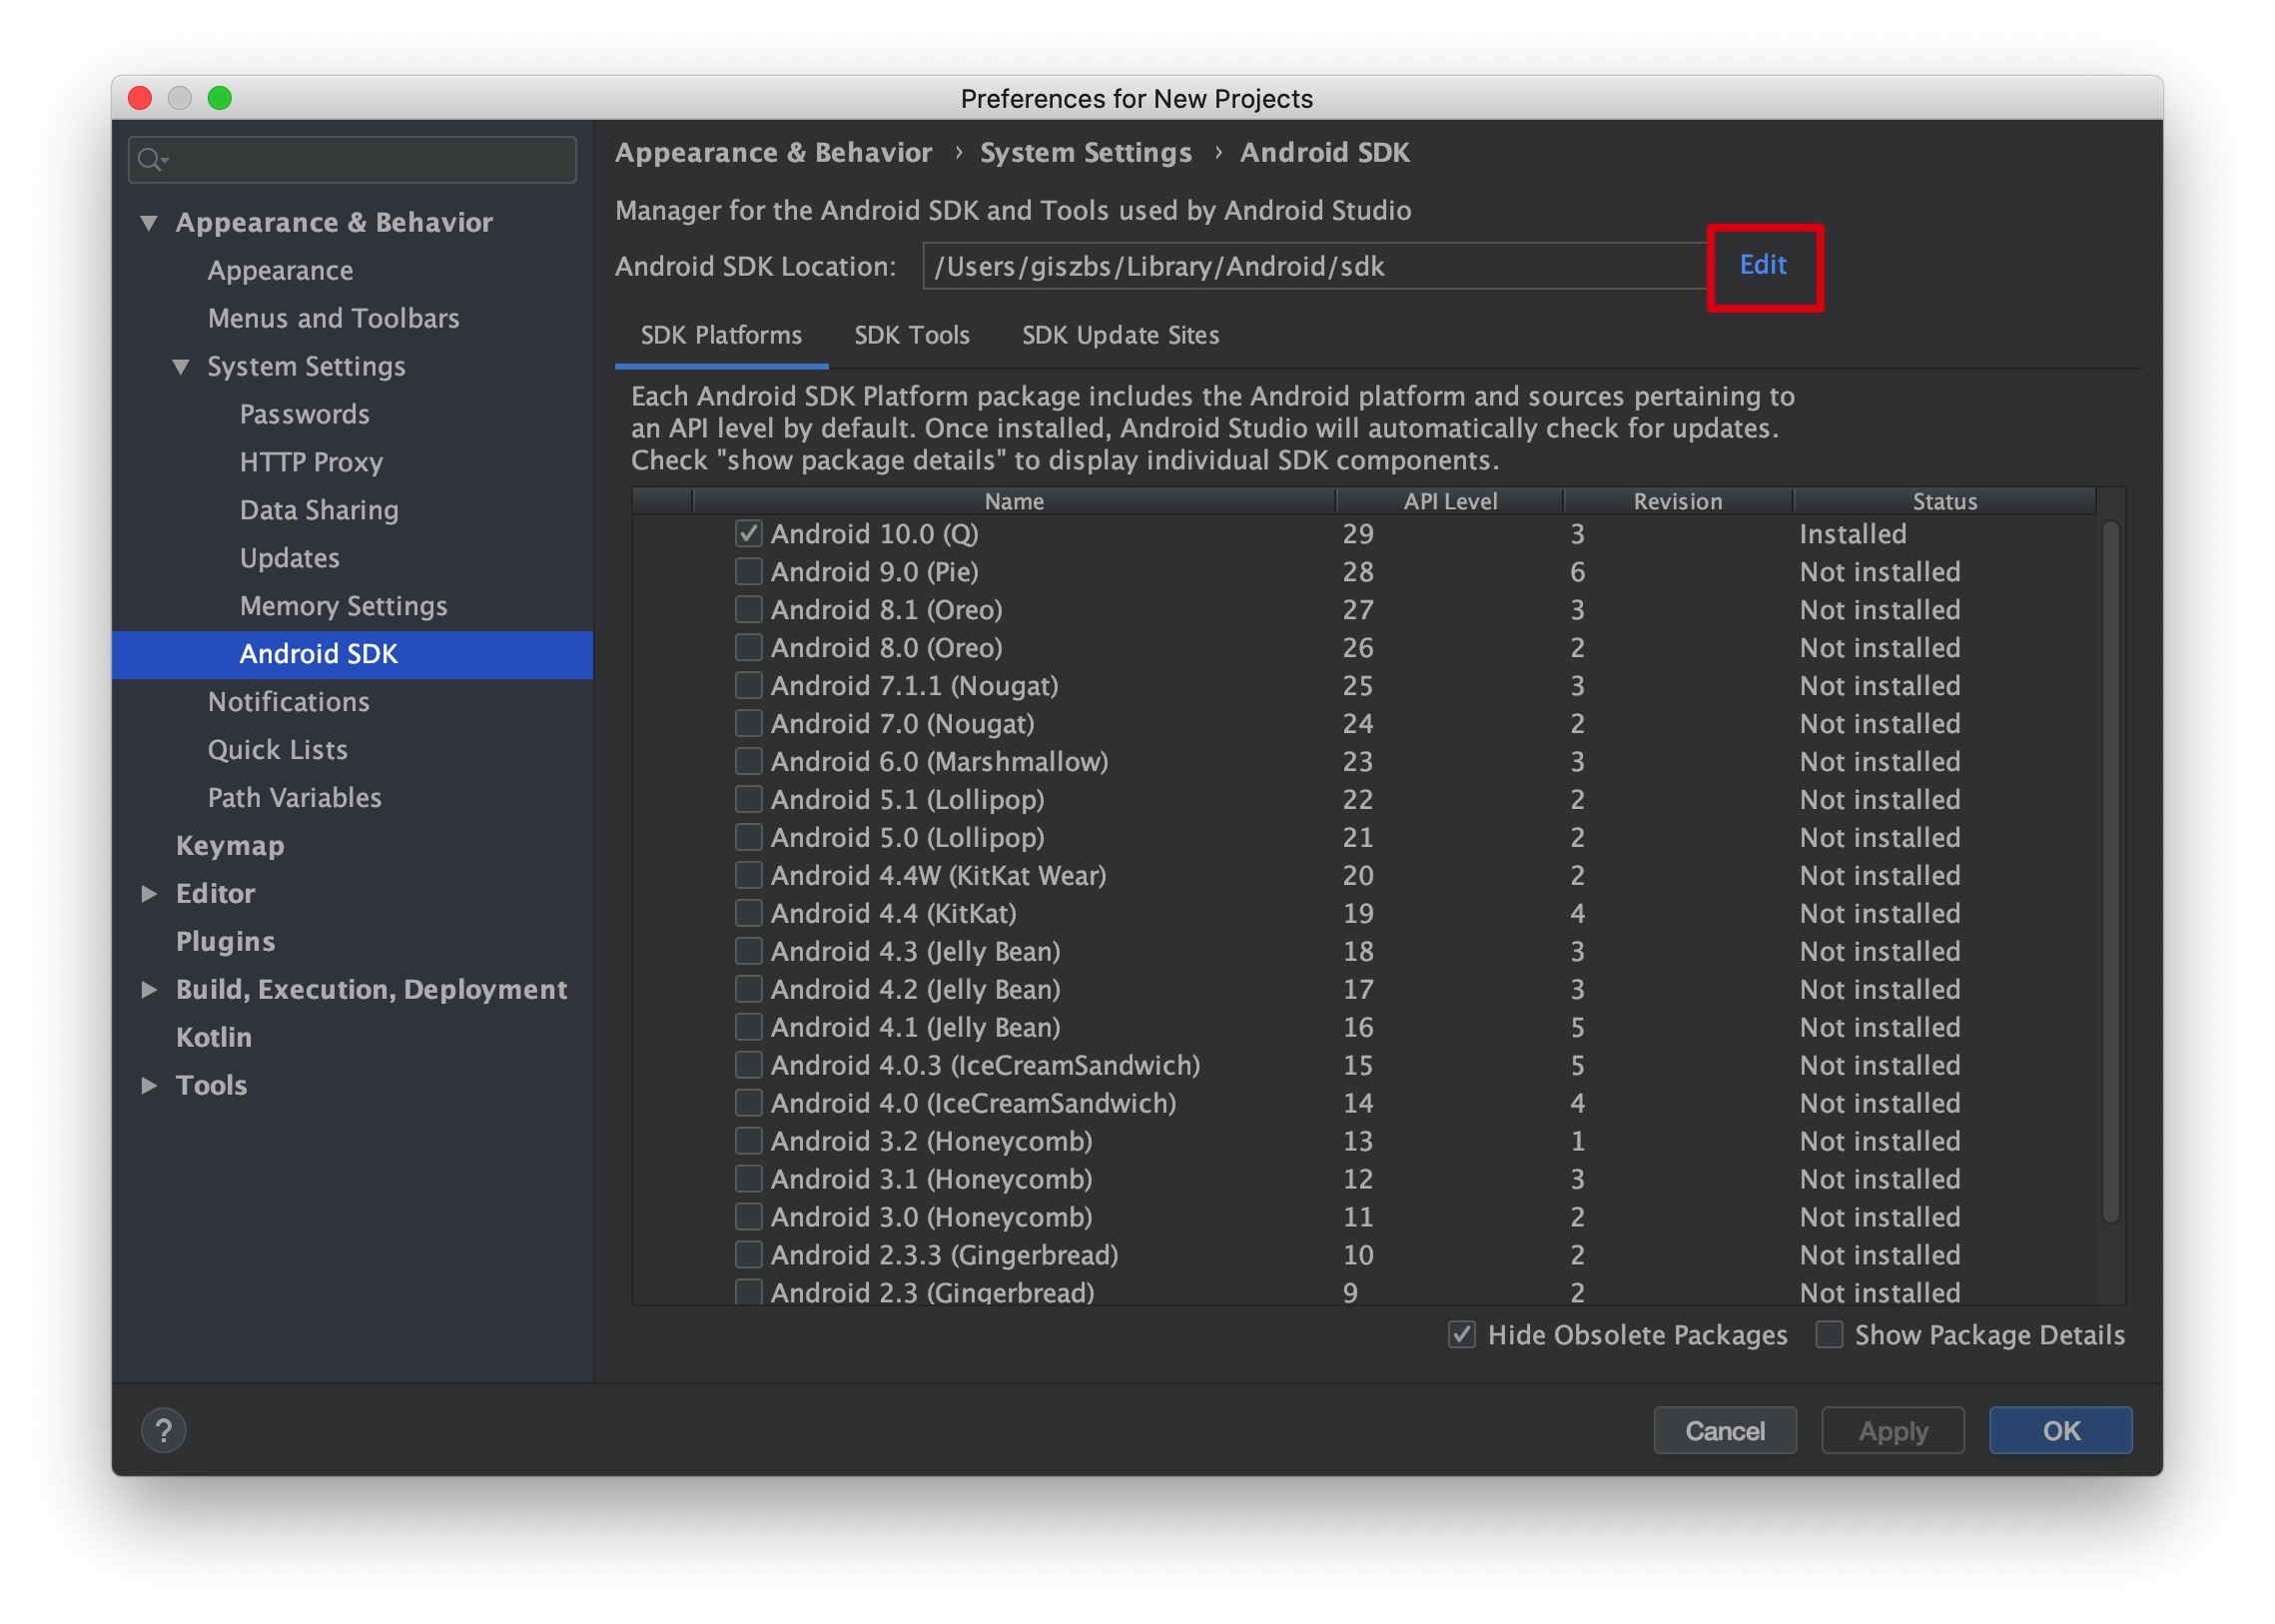 Preferences for New Projects
Appearance & Behavior
Appearance
Menus and Toolbars
System Settings
Passwords
HTTP Proxy
Data Sharing
Updates
Memory Settings
Android SDK
Notifications
Quick Lists
Path Variables
Keymap
Editor
Plugins
Build, Execution, Deployment
Kotlin
Tools
Appearance & Behavior › System Settings › Android SDK
Manager for the Android SDK and Tools used by Android Studio
Android SDK Location: /Users/giszbs/Library/Android/sdk Edit
SDK Platforms SDK Tools SDK Update Sites
Each Android SDK Platform package includes the Android platform and sources pertaining to
an API level by default. Once installed, Android Studio will automatically check for updates.
Check "show package details" to display individual SDK components.
Name API Level Revision Status
Android 10.0 (Q) 29 3 Installed
Android 9.0 (Pie) 28 6 Not installed
Android 8.1 (Oreo) 27 3 Not installed
Android 8.0 (Oreo) 26 2 Not installed
Android 7.1.1 (Nougat) 25 3 Not installed
Android 7.0 (Nougat) 24 2 Not installed
Android 6.0 (Marshmallow) 23 3 Not installed
Android 5.1 (Lollipop) 22 2 Not installed
Android 5.0 (Lollipop) 21 2 Not installed
Android 4.4W (KitKat Wear) 20 2 Not installed
Android 4.4 (KitKat) 19 4 Not installed
Android 4.3 (Jelly Bean) 18 3 Not installed
Android 4.2 (Jelly Bean) 17 3 Not installed
Android 4.1 (Jelly Bean) 16 5 Not installed
Android 4.0.3 (IceCreamSandwich) 15 5 Not installed
Android 4.0 (IceCreamSandwich) 14 4 Not installed
Android 3.2 (Honeycomb) 13 1 Not installed
Android 3.1 (Honeycomb) 12 3 Not installed
Android 3.0 (Honeycomb) 11 2 Not installed
Android 2.3.3 (Gingerbread) 10 2 Not installed
Android 2.3 (Gingerbread) 9 2 Not installed
Hide Obsolete Packages Show Package Details
? Cancel Apply OK